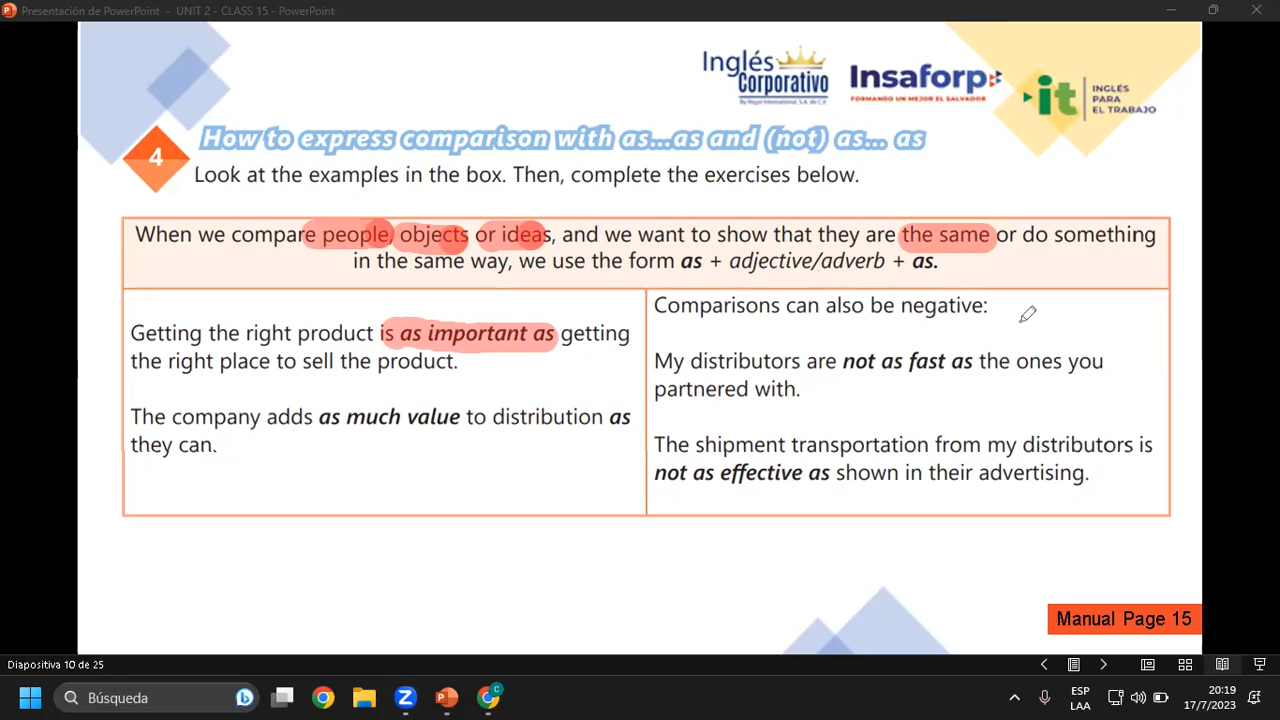 Presentación de PowerPoint - UNIT 2 - CLASS 15 - PowerPoint
Inglés
Corporativo
Insaforp
FORMANDO UN MEJOR EL SALVADOR
it
INGLÉS
PARA
EL TRABAJO
How to express comparison with as...as and (not) as... as
4
Look at the examples in the box. Then, complete the exercises below.
When we compare people, objects or ideas, and we want to show that they are the same or do something
in the same way, we use the form as + adjective/adverb + as.
Getting the right product is as important as getting
the right place to sell the product.
The company adds as much value to distribution as
they can.
Comparisons can also be negative:
My distributors are not as fast as the ones you
partnered with.
The shipment transportation from my distributors is
not as effective as shown in their advertising.
Manual Page 15
Diapositiva 10 de 25
Búsqueda
ESP
LAA
20:19
17/7/2023